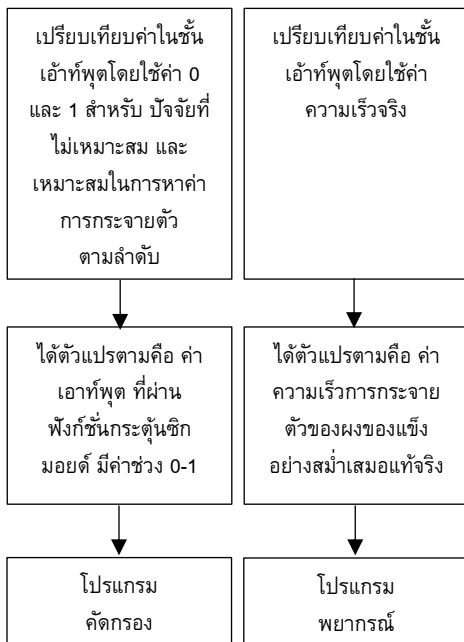 เปรียบเทียบค่าในชั้น
เอ้าท์พุตโดยใช้ค่า 0
และ 1 สำหรับ ปัจจัยที่
ไม่เหมาะสม และ
เหมาะสมในการหาค่า
การกระจายตัว
ตามลำดับ
เปรียบเทียบค่าในชั้น
เอ้าท์พุตโดยใช้ค่า
ความเร็วจริง
ได้ตัวแปรตามคือ ค่า
เอาท์พุต ที่ผ่าน
ฟังก์ชั่นกระตุ้นซิก
มอยด์ มีค่าช่วง 0-1
ได้ตัวแปรตามคือ ค่า
ความเร็วการกระจาย
ตัวของผงของแข็ง
อย่างสม่ำเสมอแท้จริง
โปรแกรม
คัดกรอง
โปรแกรม
พยากรณ์